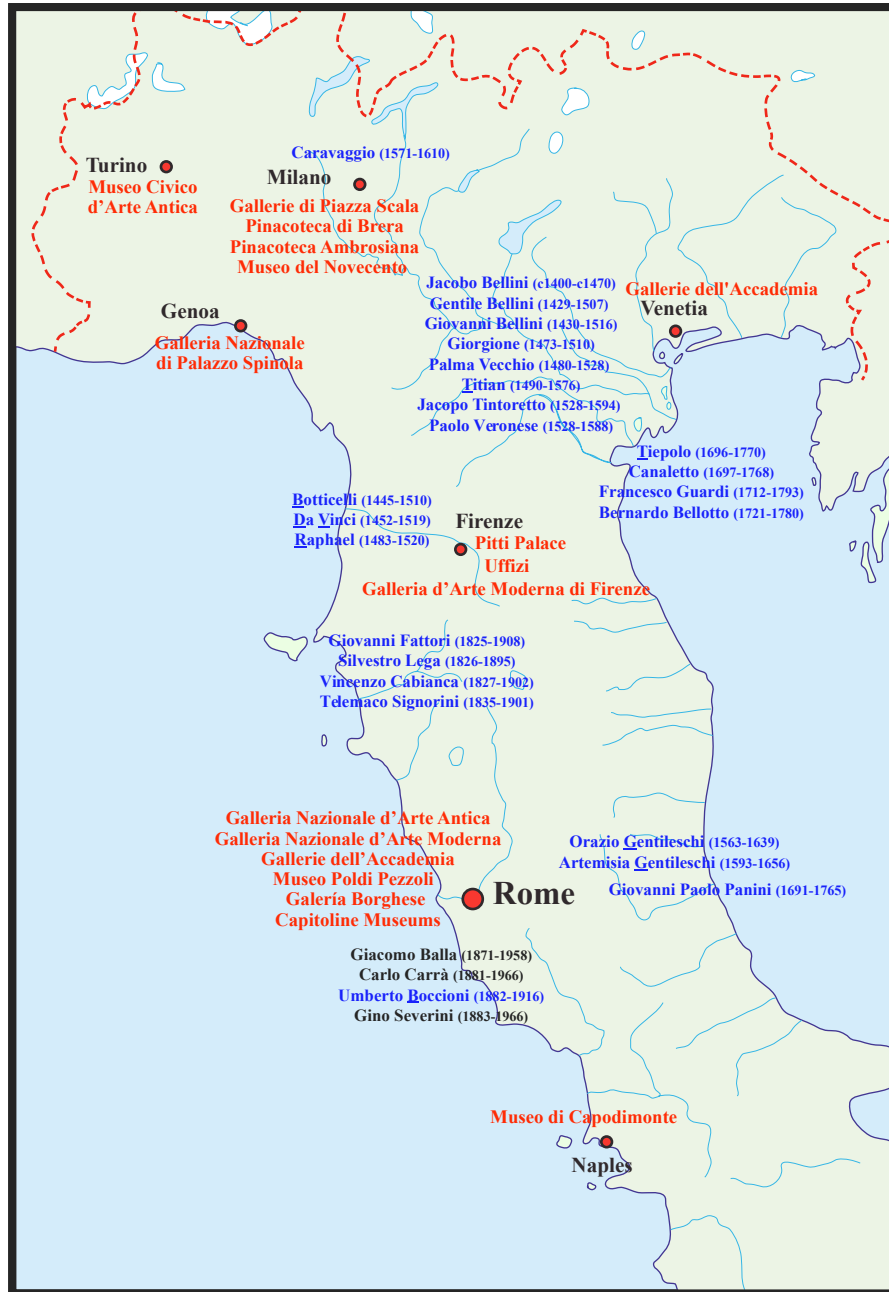 Caravaggio (1571-1610)
Turino
Museo Civico
d'Arte Antica
Milano
Gallerie di Piazza Scala
Pinacoteca di Brera
Pinacoteca Ambrosiana
Museo del Novecento
Genoa
Galleria Nazionale
di Palazzo Spinola
Jacobo Bellini (c1400-c1470)
Gentile Bellini (1429-1507)
Giovanni Bellini (1430-1516)
Giorgione (1473-1510)
Palma Vecchio (1480-1528)
Titian (1490-1576)
Jacopo Tintoretto (1528-1594)
Paolo Veronese (1528-1588)
Gallerie dell'Accademia
Venetia
Tiepolo (1696-1770)
Canaletto (1697-1768)
Francesco Guardi (1712-1793)
Bernardo Bellotto (1721-1780)
Botticelli (1445-1510)
Da Vinci (1452-1519)
Raphael (1483-1520)
Firenze
Pitti Palace
Uffizi
Galleria d'Arte Moderna di Firenze
Giovanni Fattori (1825-1908)
Silvestro Lega (1826-1895)
Vincenzo Cabianca (1827-1902)
Telemaco Signorini (1835-1901)
Galleria Nazionale d'Arte Antica
Galleria Nazionale d'Arte Moderna
Gallerie dell'Accademia
Museo Poldi Pezzoli
Galería Borghese
Capitoline Museums
Rome
Orazio Gentileschi (1563-1639)
Artemisia Gentileschi (1593-1656)
Giovanni Paolo Panini (1691-1765)
Giacomo Balla (1871-1958)
Carlo Carrà (1881-1966)
Umberto Boccioni (1882-1916)
Gino Severini (1883-1966)
Museo di Capodimonte
Naples